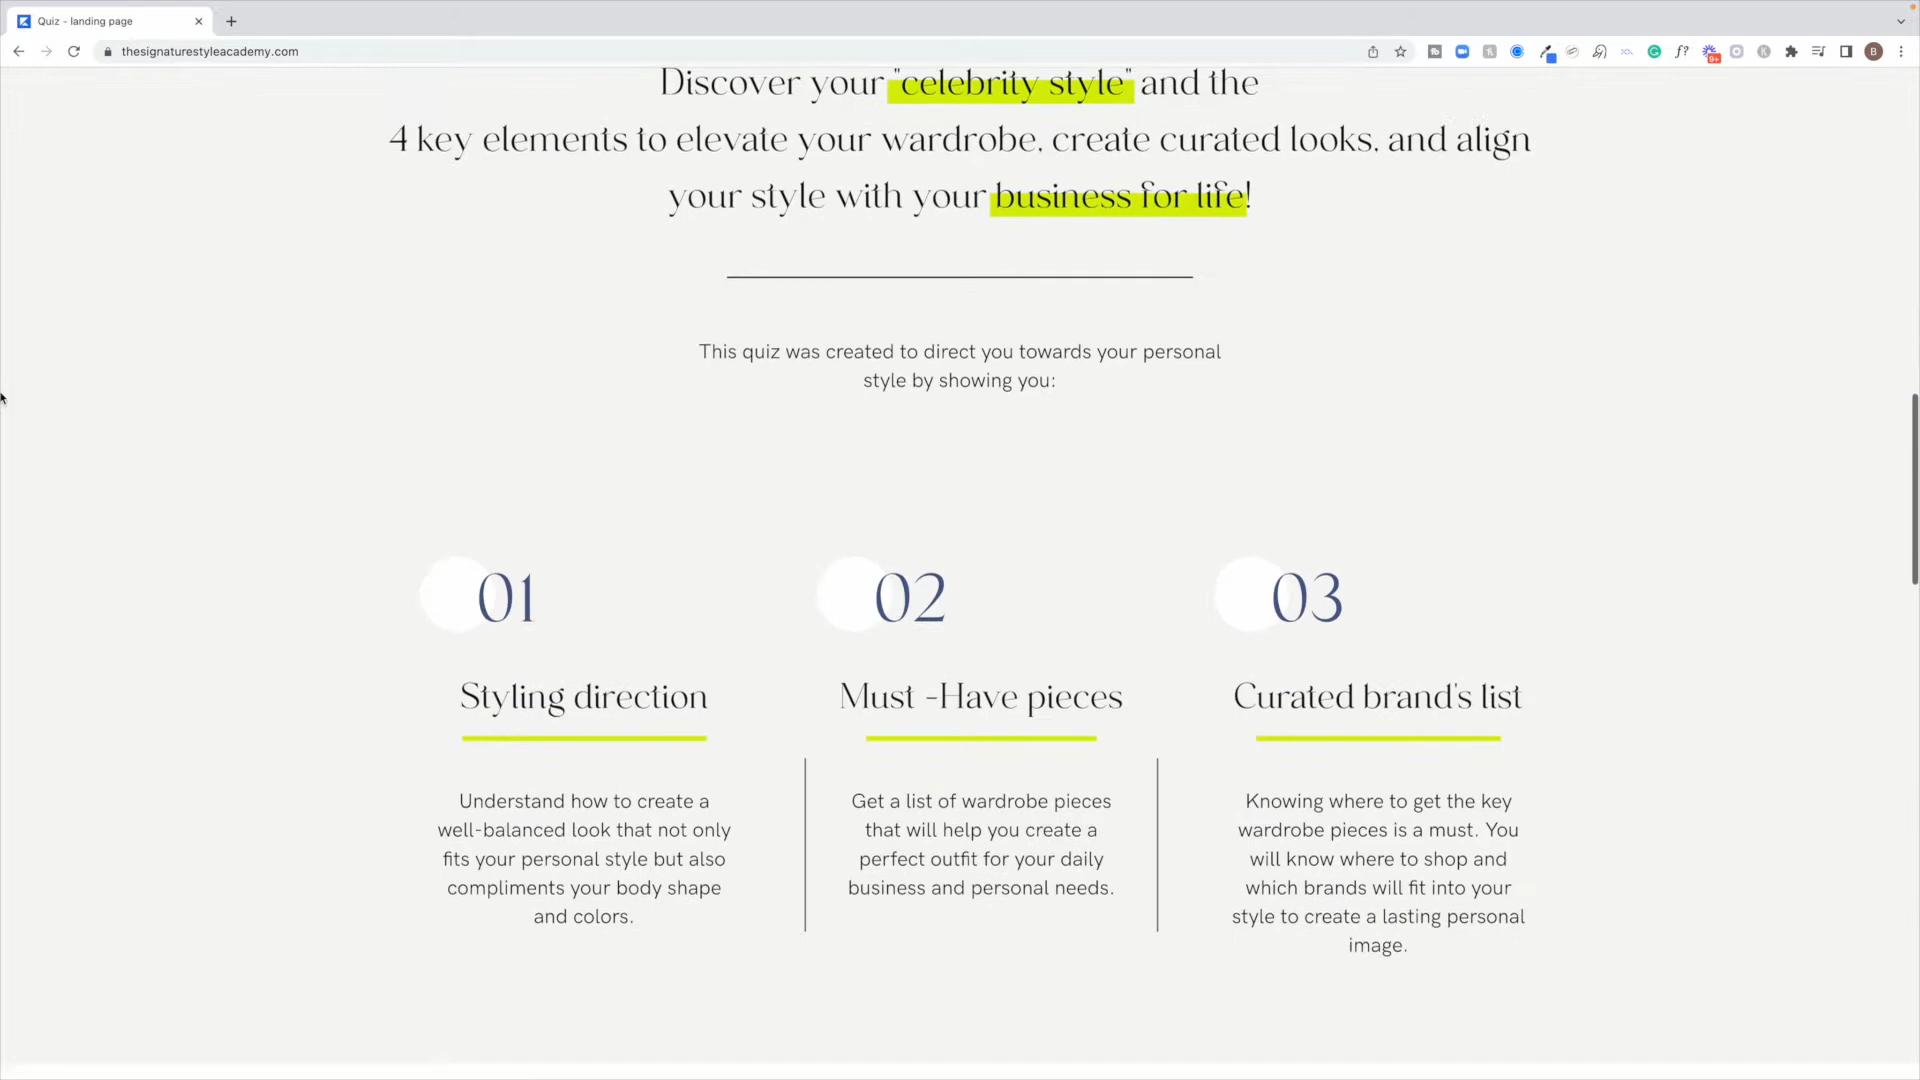 Quiz - landing page
thesignaturestyleacademy.com
9+
B
Discover your "celebrity style" and the
4 key elements to elevate your wardrobe, create curated looks, and align
your style with your business for life!
This quiz was created to direct you towards your personal
style by showing you:
01
Styling direction
Understand how to create a
well-balanced look that not only
fits your personal style but also
compliments your body shape
and colors.
02
Must -Have pieces
Get a list of wardrobe pieces
that will help you create a
perfect outfit for your daily
business and personal needs.
03
Curated brand's list
Knowing where to get the key
wardrobe pieces is a must. You
will know where to shop and
which brands will fit into your
style to create a lasting personal
image.